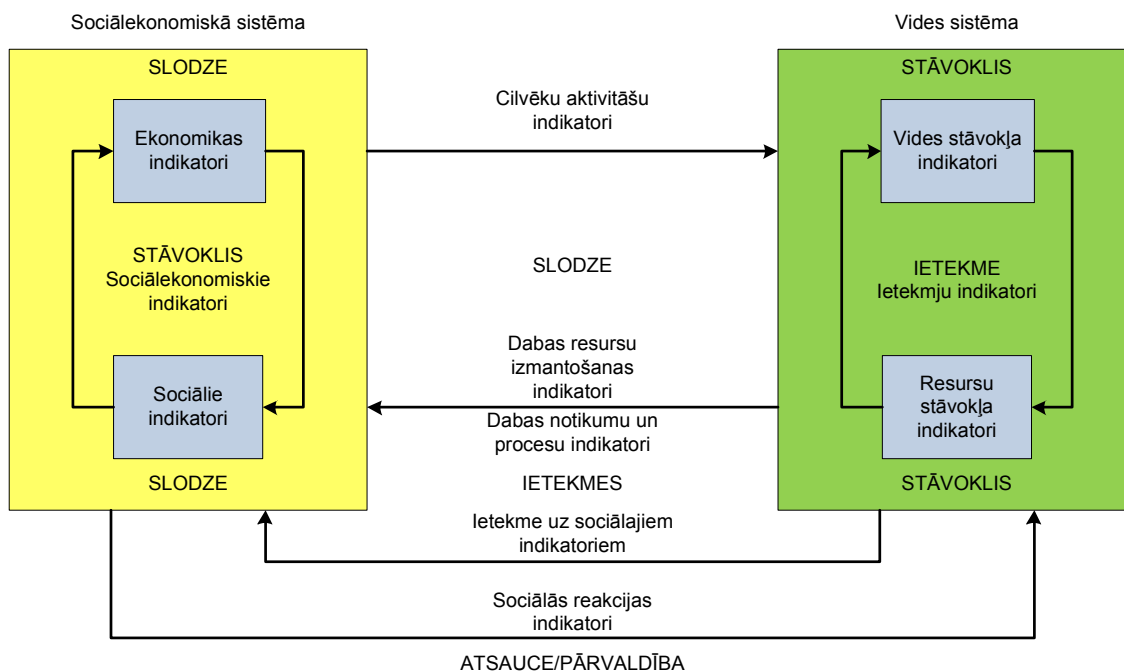 Sociālekonomiskā sistēma
Vides sistēma
SLODZE
Ekonomikas
indikatori
STĀVOKLIS
Sociālekonomiskie
indikatori
Sociālie
indikatori
SLODZE
Cilvēku aktivitāšu
indikatori
SLODZE
Dabas resursu
izmantošanas
indikatori
Dabas notikumu un
procesu indikatori
IETEKMES
Ietekme uz sociālajiem
indikatoriem
Sociālās reakcijas
indikatori
ATSAUCE/PĀRVALDĪBA
STĀVOKLIS
Vides stāvokļa
indikatori
IETEKME
Ietekmju indikatori
Resursu
stāvokļa
indikatori
STĀVOKLIS